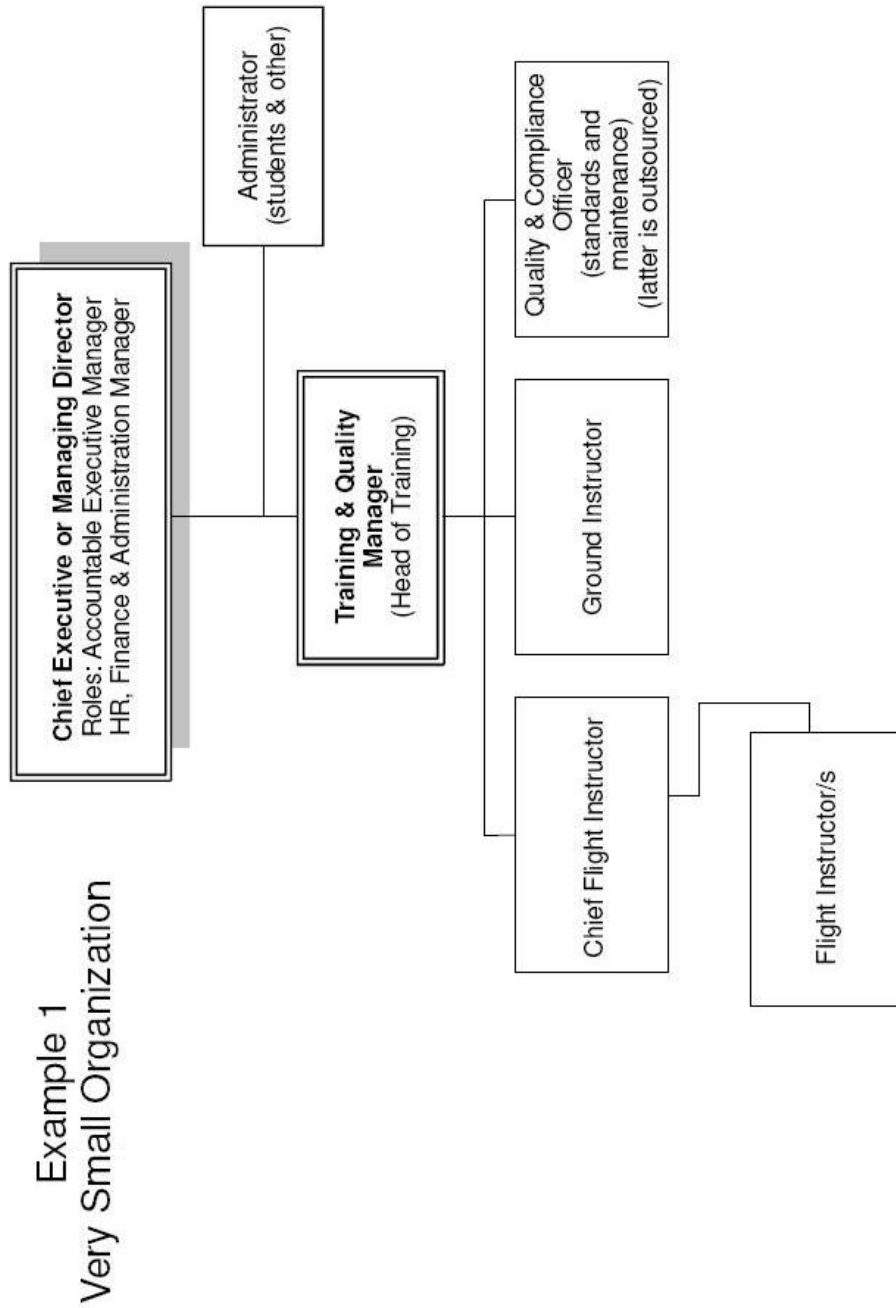 Example 1
Very Small Organization
Chief Executive or Managing Director
Roles: Accountable Executive Manager
HR, Finance & Administration Manager
Administrator
(students & other)
Training & Quality
Manager
(Head of Training)
Chief Flight Instructor
Ground Instructor
Quality & Compliance
Officer
(standards and
maintenance)
(latter is outsourced)
Flight Instructor/s